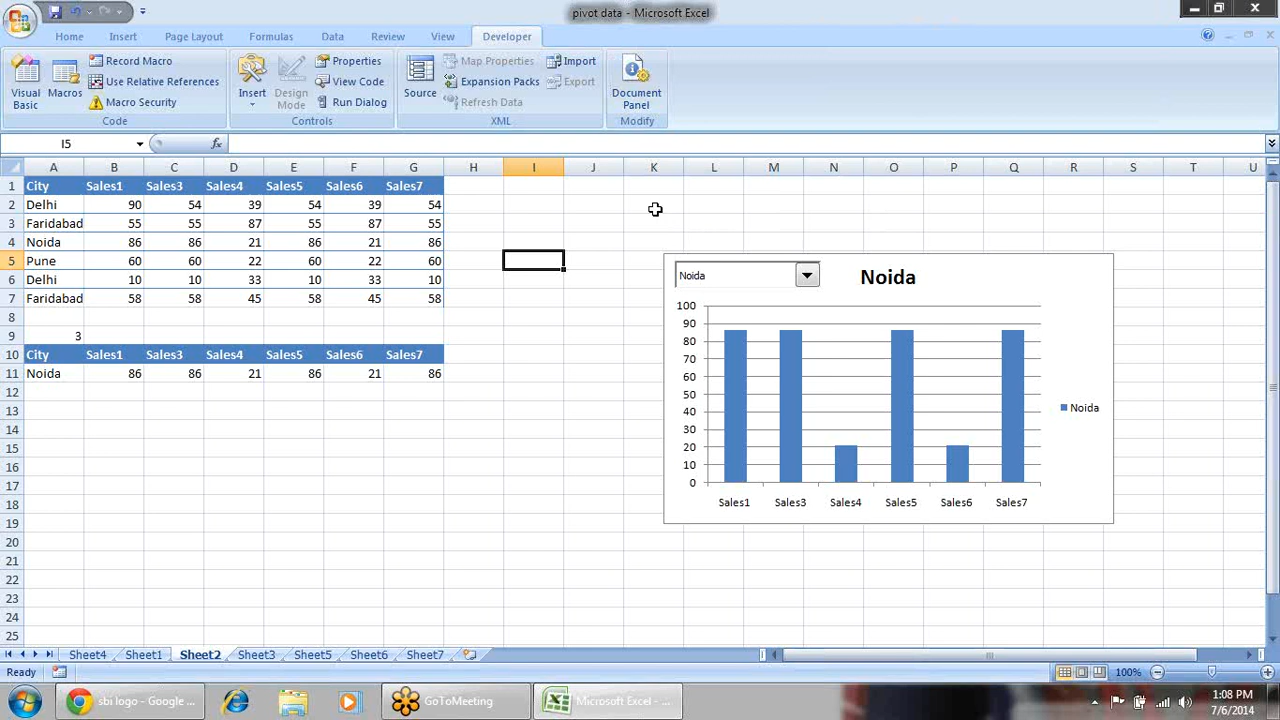 pivot data - Microsoft Excel
Home Insert Page Layout Formulas Data Review View Developer
Visual Basic
Macros
Record Macro
Use Relative References
Macro Security
Code
Insert
Design Mode
Properties
View Code
Run Dialog
Controls
Source
Map Properties
Expansion Packs
Refresh Data
Import
Export
XML
Document Panel
Modify
I5 fx
A B C D E F G H I J K L M N O P Q R S T U
1 City Sales1 Sales3 Sales4 Sales5 Sales6 Sales7
2 Delhi 90 54 39 54 39 54
3 Faridabad 55 55 87 55 87 55
4 Noida 86 86 21 86 21 86
5 Pune 60 60 22 60 22 60
6 Delhi 10 10 33 10 33 10
7 Faridabad 58 58 45 58 45 58
8
9 3
10 City Sales1 Sales3 Sales4 Sales5 Sales6 Sales7
11 Noida 86 86 21 86 21 86
12
13
14
15
16
17
18
19
20
21
22
23
24
25
Noida
Noida
100
90
80
70
60
50
40
30
20
10
0
Sales1 Sales3 Sales4 Sales5 Sales6 Sales7
Noida
Sheet4 Sheet1 Sheet2 Sheet3 Sheet5 Sheet6 Sheet7
Ready 100%
sbi logo - Google ...
GoToMeeting
Microsoft Excel - ...
1:08 PM
7/6/2014